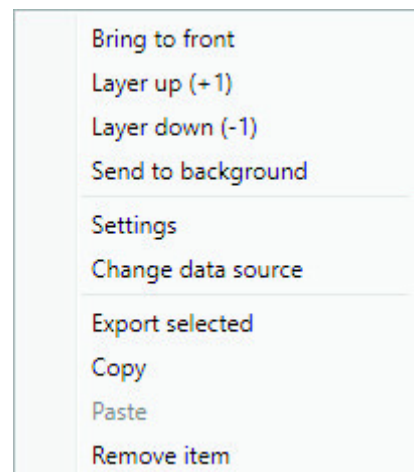 Bring to front
Layer up (+1)
Layer down (-1)
Send to background
Settings
Change data source
Export selected
Copy
Paste
Remove item